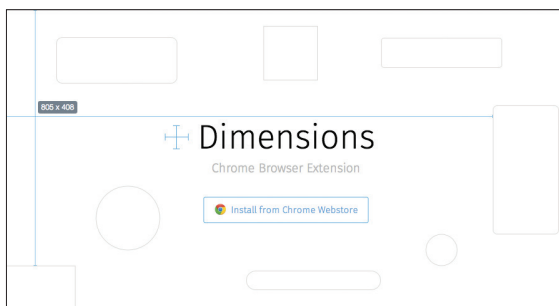 805 x 408
Dimensions
Chrome Browser Extension
Install from Chrome Webstore